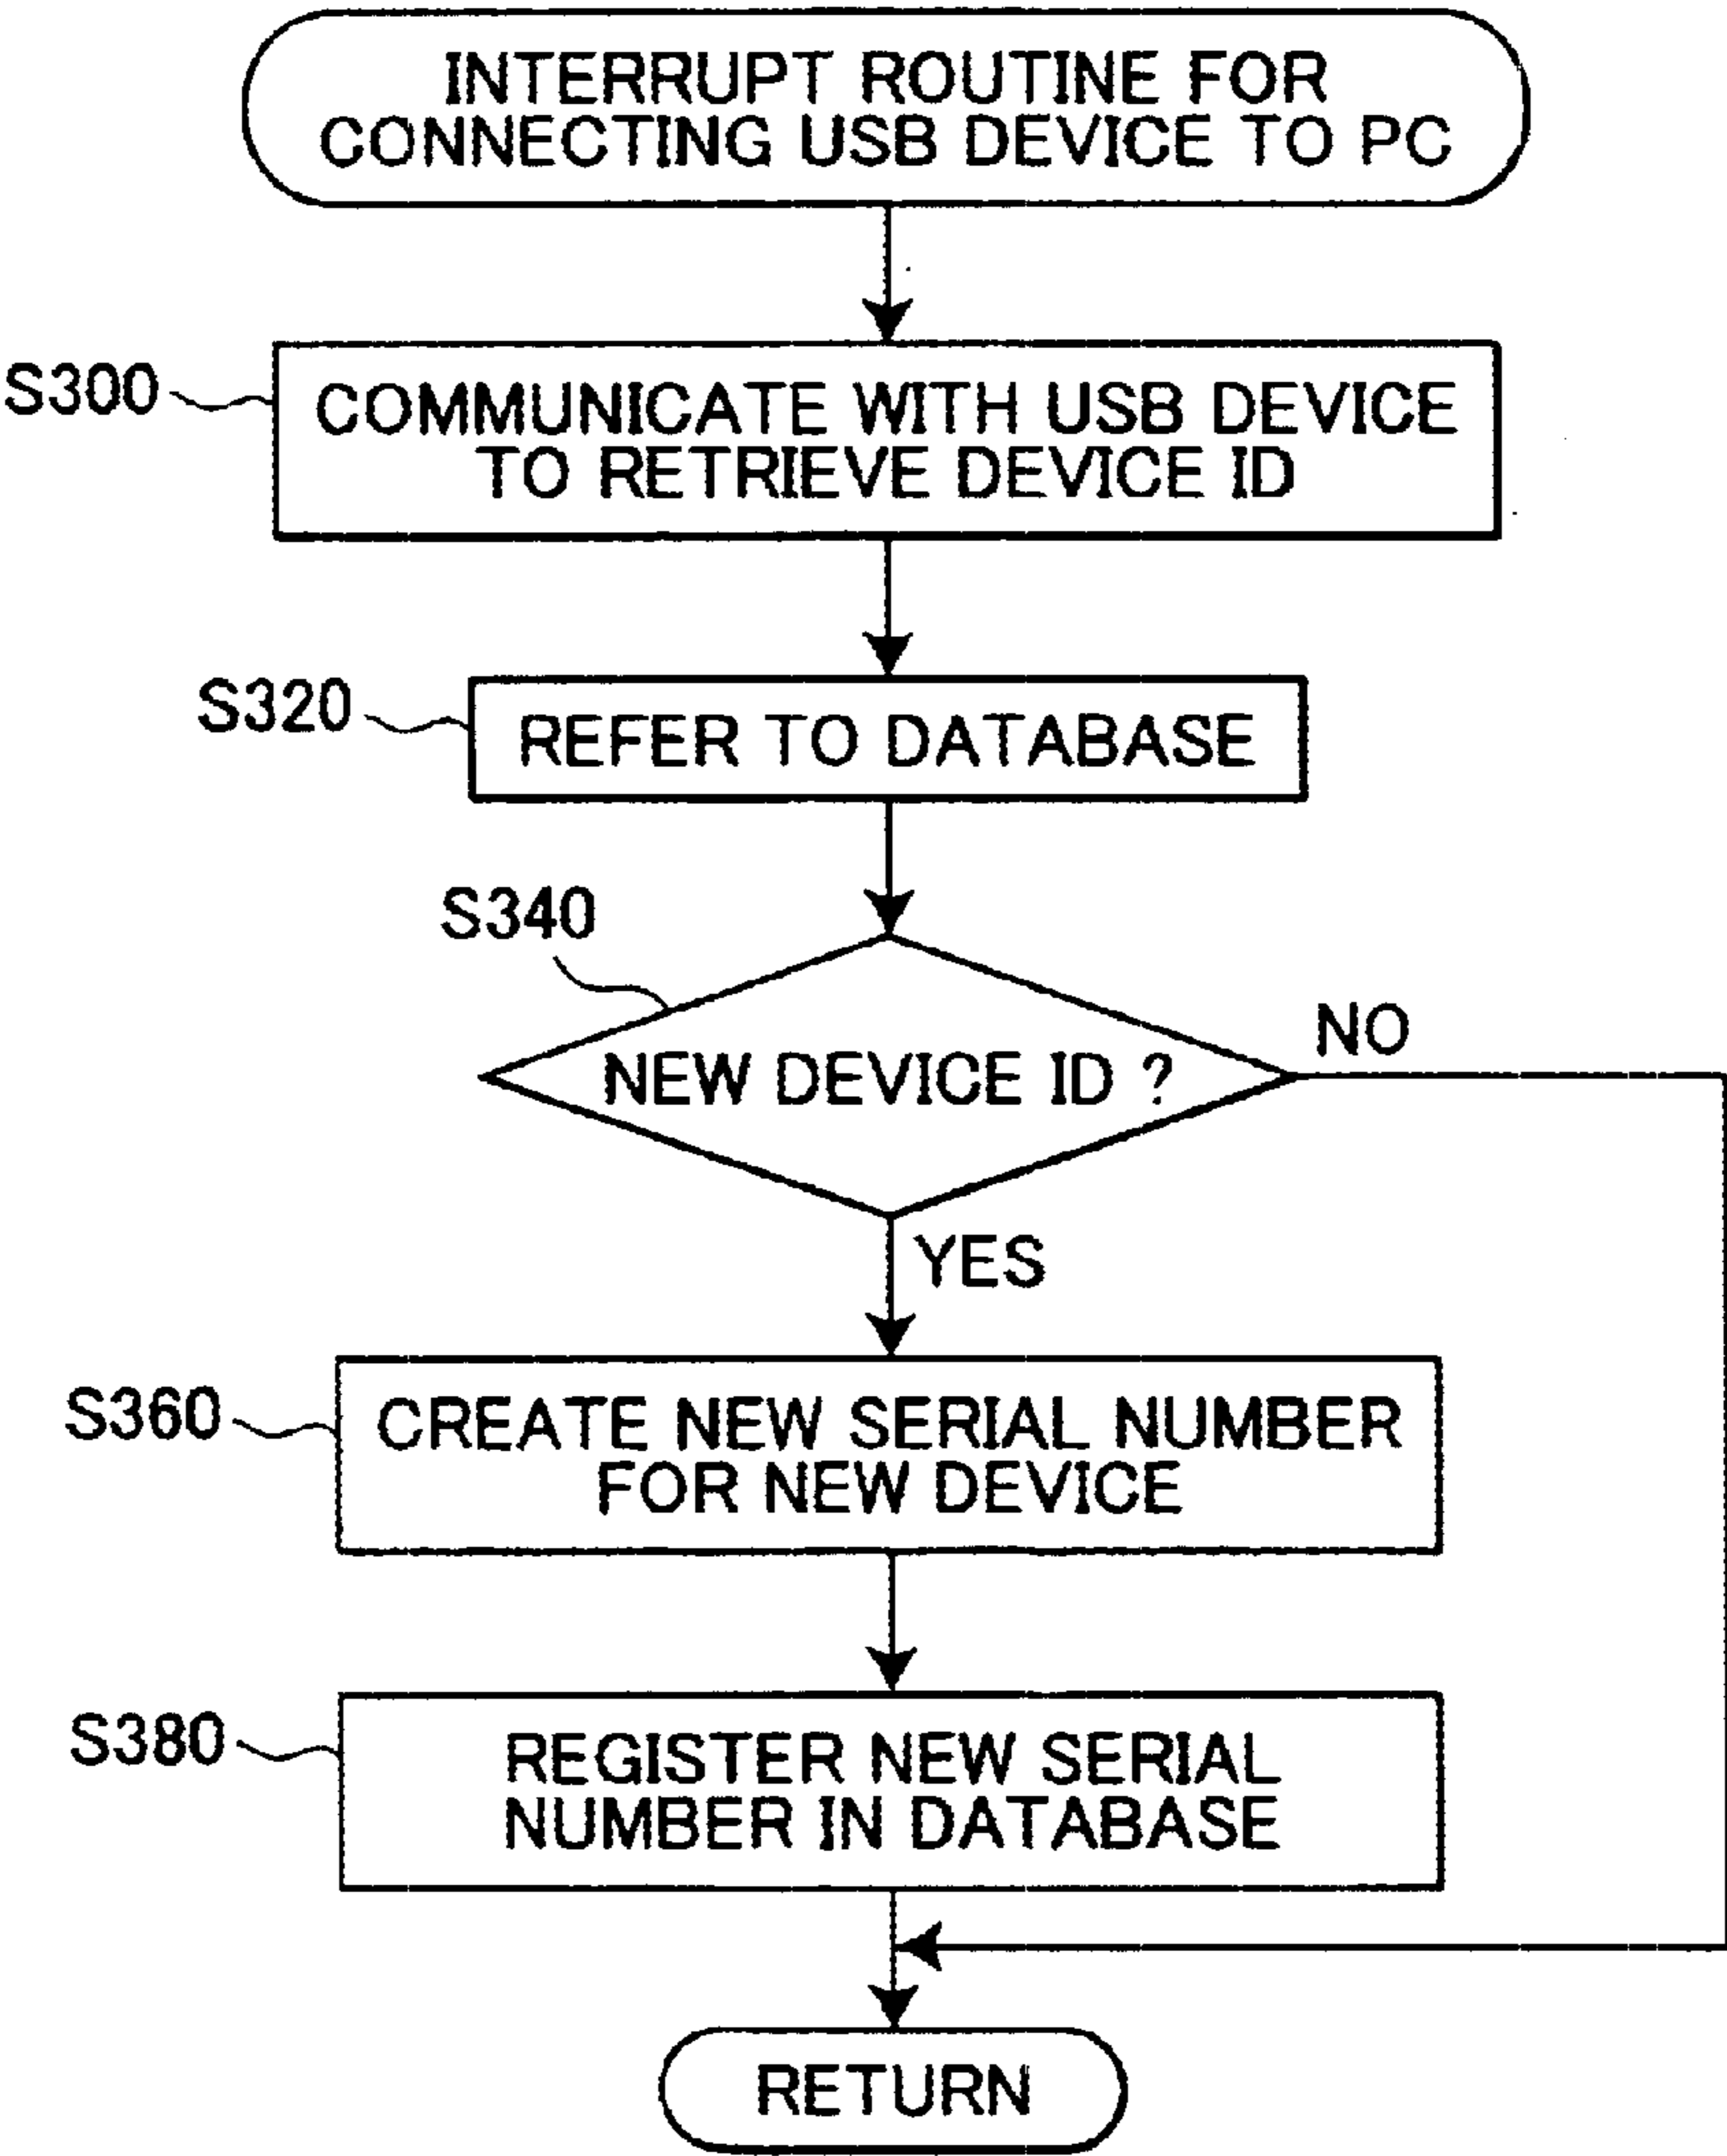 INTERRUPT ROUTINE FOR
CONNECTING USB DEVICE TO PC
S300
COMMUNICATE WITH USB DEVICE
TO RETRIEVE DEVICE ID
S320
REFER TO DATABASE
S340
NEW DEVICE ID ?
NO
YES
S360
CREATE NEW SERIAL NUMBER
FOR NEW DEVICE
S380
REGISTER NEW SERIAL
NUMBER IN DATABASE
RETURN